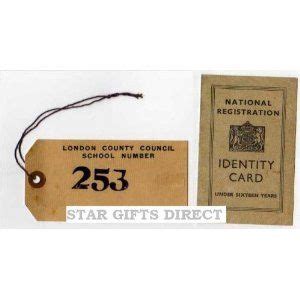 LONDON COUNTY COUNCIL
SCHOOL NUMBER
253
NATIONAL
REGISTRATION
IDENTITY
CARD
UNDER SIXTEEN YEARS
STAR GIFTS DIRECT